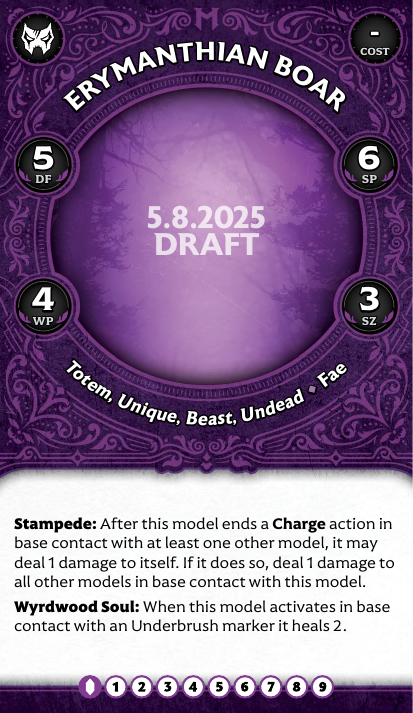 -
COST
ERYMANTHIAN BOAR
5
DF
6
SP
5.8.2025
DRAFT
4
WP
3
SZ
Totem, Unique, Beast, Undead ◆ Fae
Stampede: After this model ends a Charge action in
base contact with at least one other model, it may
deal 1 damage to itself. If it does so, deal 1 damage to
all other models in base contact with this model.
Wyrdwood Soul: When this model activates in base
contact with an Underbrush marker it heals 2.
1 2 3 4 5 6 7 8 9